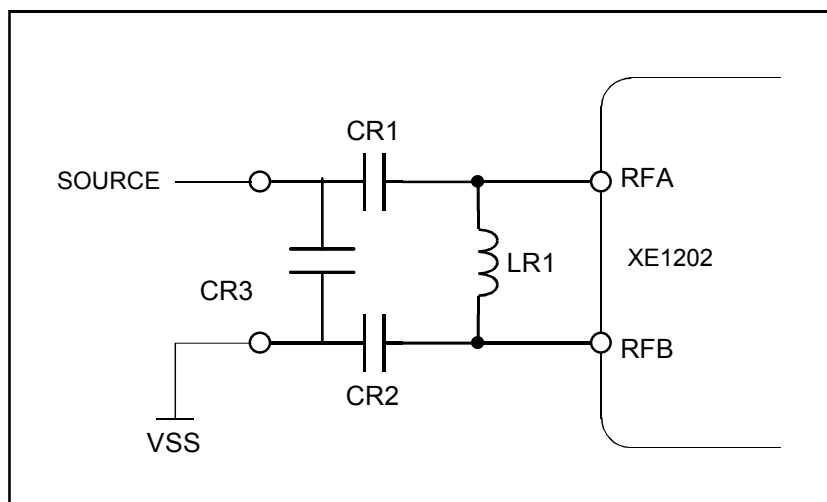 CR1
SOURCE
RFA
XE1202
LR1
CR3
RFB
CR2
VSS